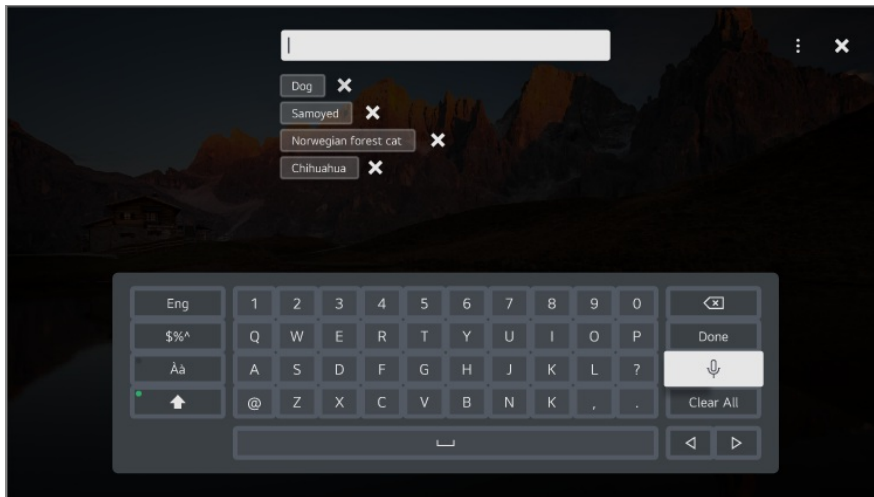 Dog
Samoyed
Norwegian forest cat
Chihuahua
Eng 1 2 3 4 5 6 7 8 9 0
$%^ Q W E R T Y U I O P Done
Àà A S D F G H J K L ?
@ Z X C V B N K , . Clear All